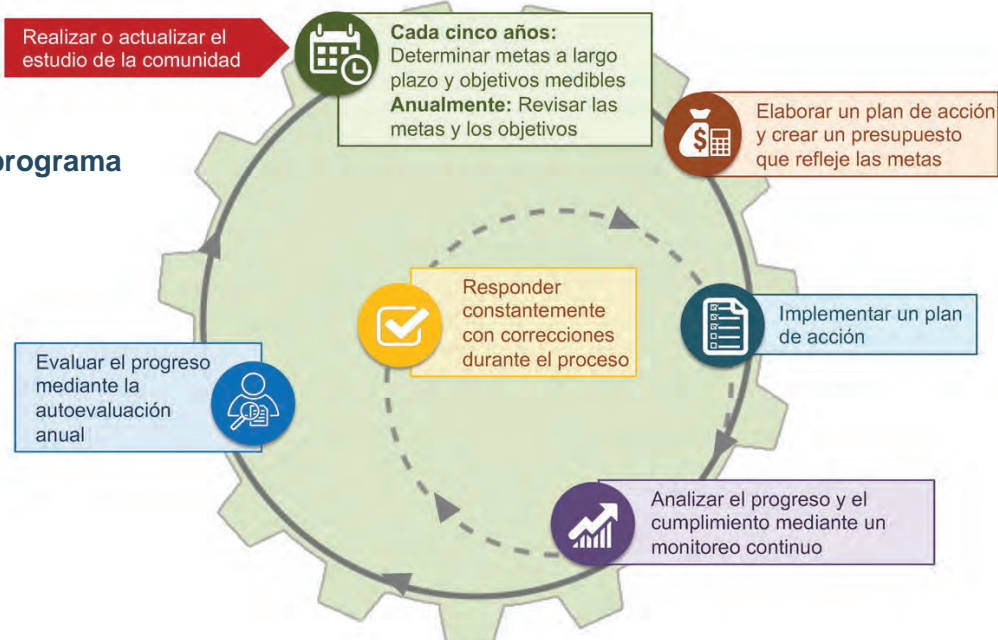 Realizar o actualizar el
estudio de la comunidad
Cada cinco años:
Determinar metas a largo
plazo y objetivos medibles
Anualmente: Revisar las
metas y los objetivos
Elaborar un plan de acción
y crear un presupuesto
que refleje las metas
programa
Responder
constantemente
con correcciones
durante el proceso
Implementar un plan
de acción
Evaluar el progreso
mediante la
autoevaluación
anual
Analizar el progreso y el
cumplimiento mediante un
monitoreo continuo